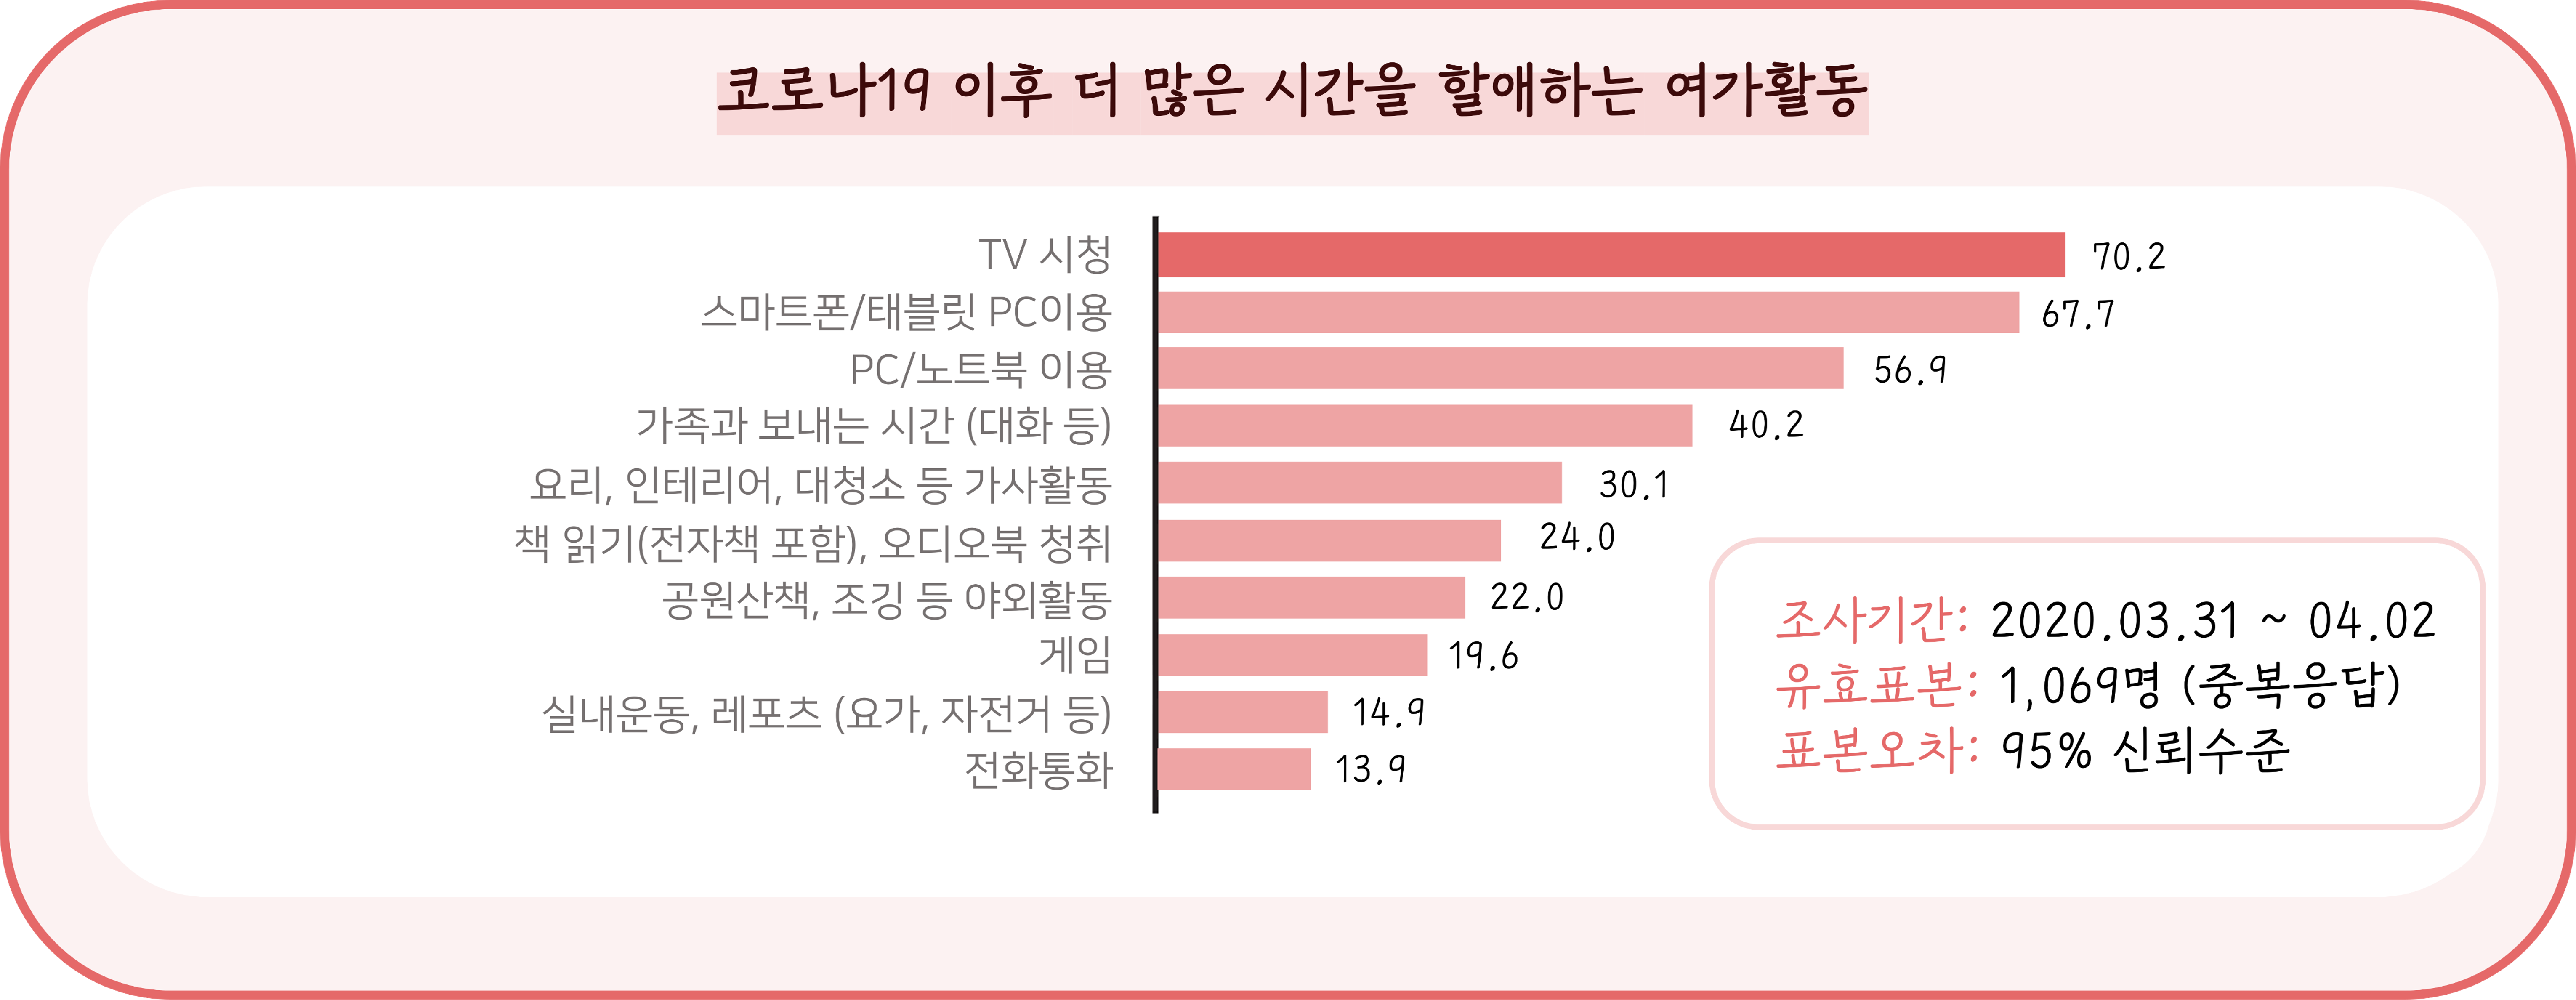 코로나19 이후 더 많은 시간을 할애하는 여가활동
TV 시청 70.2
스마트폰/태블릿 PC이용 67.7
PC/노트북 이용 56.9
가족과 보내는 시간 (대화 등) 40.2
요리, 인테리어, 대청소 등 가사활동 30.1
책 읽기(전자책 포함), 오디오북 청취 24.0
공원산책, 조깅 등 야외활동 22.0
게임 19.6
실내운동, 레포츠 (요가, 자전거 등) 14.9
전화통화 13.9
조사기간: 2020.03.31 ~ 04.02
유효표본: 1,069명 (중복응답)
표본오차: 95% 신뢰수준